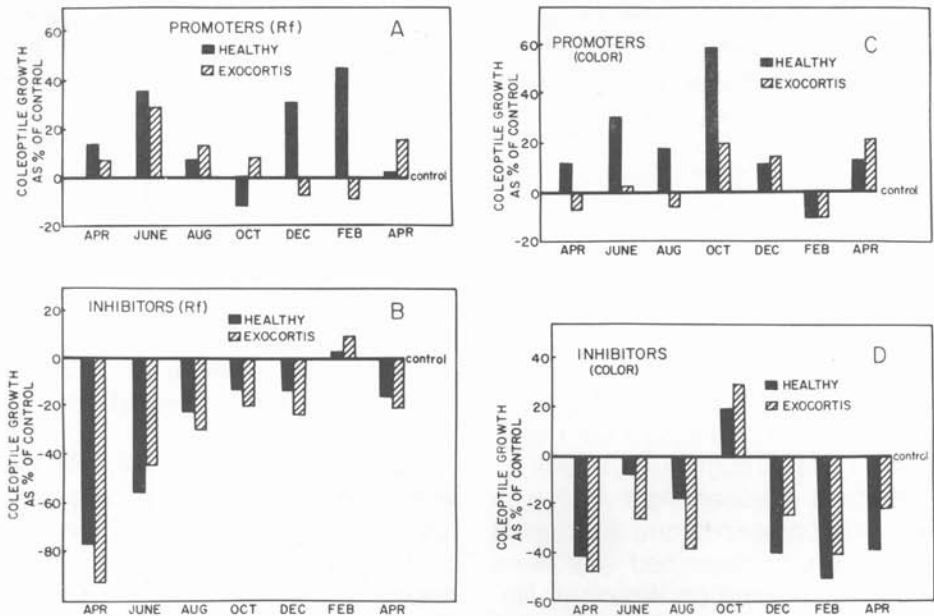 PROMOTERS (Rf)
A
HEALTHY
EXOCORTIS
COLEOPTILE GROWTH
AS % OF CONTROL
60
40
20
0
-20
control
APR JUNE AUG OCT DEC FEB APR
C
PROMOTERS
(COLOR)
HEALTHY
EXOCORTIS
COLEOPTILE GROWTH
AS % OF CONTROL
60
40
20
0
-20
control
APR JUNE AUG OCT DEC FEB APR
INHIBITORS (Rf)
B
HEALTHY
EXOCORTIS
COLEOPTILE GROWTH
AS % OF CONTROL
20
0
-20
-40
-60
-80
control
APR JUNE AUG OCT DEC FEB APR
INHIBITORS
(COLOR)
D
HEALTHY
EXOCORTIS
COLEOPTILE GROWTH
AS % OF CONTROL
40
20
0
-20
-40
-60
control
APR JUNE AUG OCT DEC FEB APR